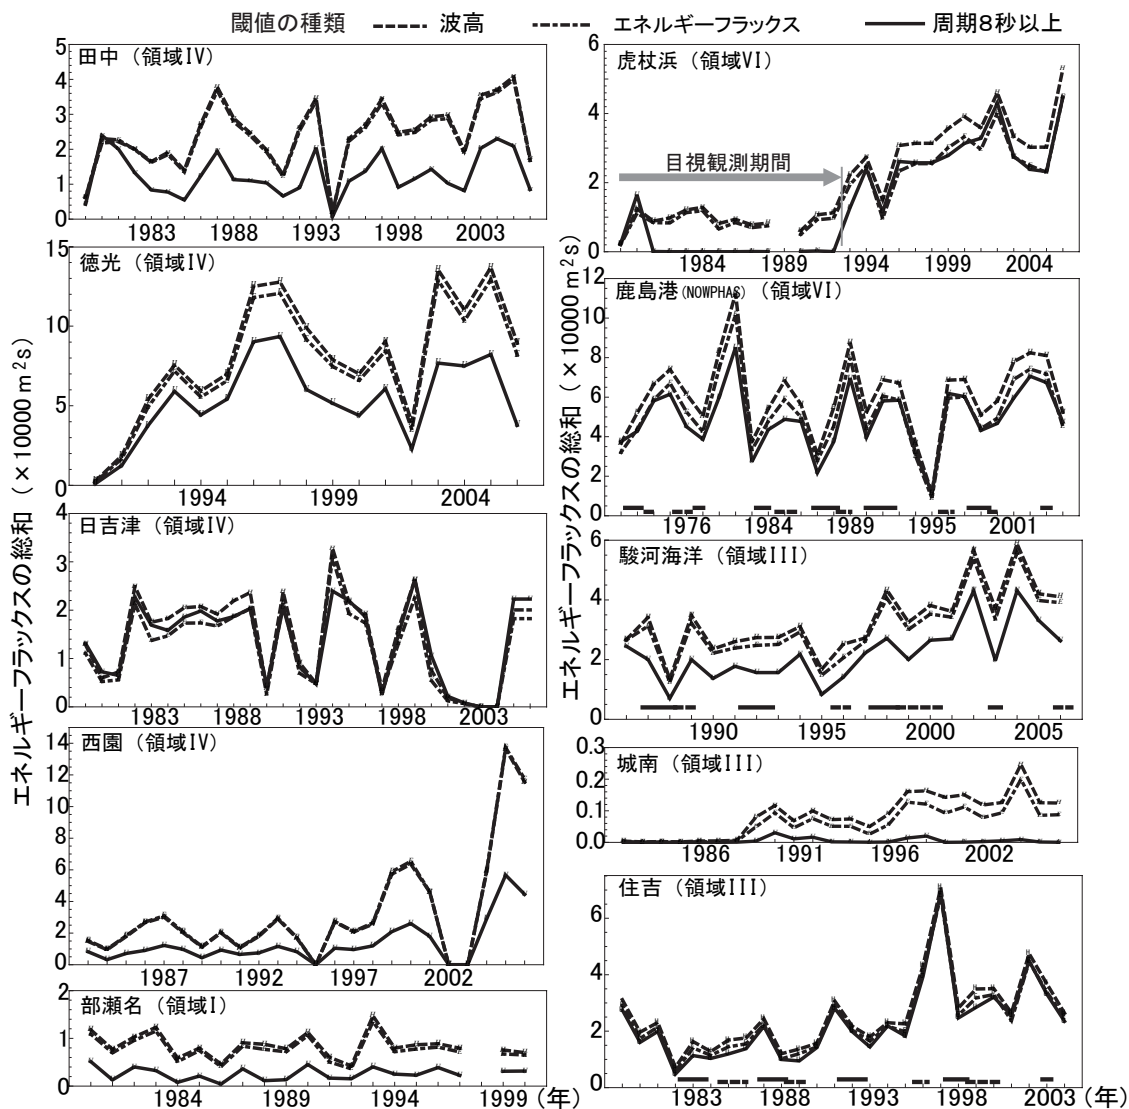 閾値の種類 波高 エネルギーフラックス 周期8秒以上
エネルギーフラックスの総和（×10000 m²s）
田中（領域IV）
5
4
3
2
1
0
1983 1988 1993 1998 2003
徳光（領域IV）
15
10
5
0
1994 1999 2004
日吉津（領域IV）
4
3
2
1
0
1983 1988 1993 1998 2003
西園（領域IV）
14
12
10
8
6
4
2
0
1987 1992 1997 2002
部瀬名（領域I）
2
1
0
1984 1989 1994 1999 (年)
エネルギーフラックスの総和（×10000 m²s）
虎杖浜（領域VI）
目視観測期間
6
4
2
0
1984 1989 1994 1999 2004
鹿島港(NOWPHAS)（領域VI）
12
10
8
6
4
2
0
1976 1984 1989 1995 2001
駿河海洋（領域III）
6
4
2
0
1990 1995 2000 2005
城南（領域III）
0.3
0.2
0.1
0.0
1986 1991 1996 2002
住吉（領域III）
6
4
2
0
1983 1988 1993 1998 2003 (年)